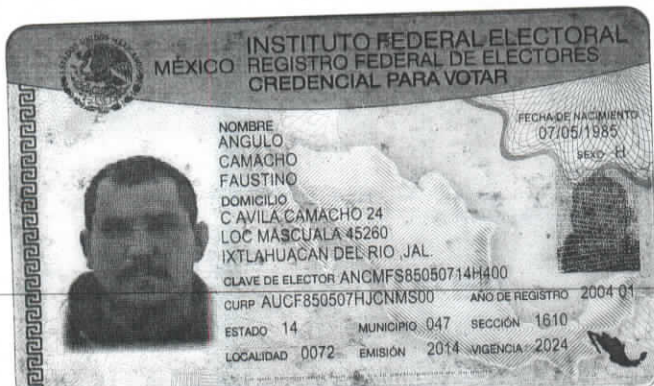 MÉXICO
INSTITUTO FEDERAL ELECTORAL
REGISTRO FEDERAL DE ELECTORES
CREDENCIAL PARA VOTAR
NOMBRE
ANGULO
CAMACHO
FAUSTINO
FECHA DE NACIMIENTO
07/05/1985
SEXO H
DOMICILIO
C AVILA CAMACHO 24
LOC MASCUALA 45260
IXTLAHUACAN DEL RIO ,JAL.
CLAVE DE ELECTOR ANCMFS85050714H400
CURP AUCF850507HJCNMS00 AÑO DE REGISTRO 2004 01
ESTADO 14 MUNICIPIO 047 SECCIÓN 1610
LOCALIDAD 0072 EMISIÓN 2014 VIGENCIA 2024